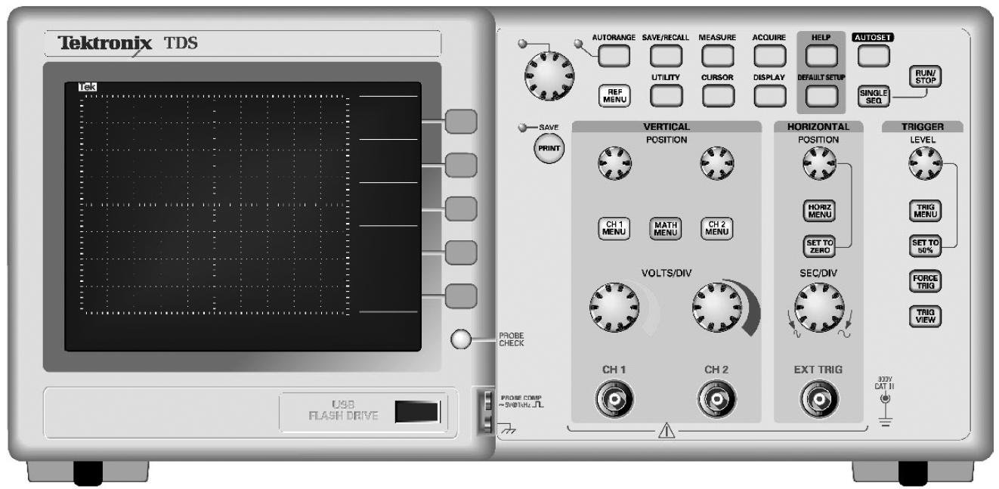 Tektronix TDS
Tek
AUTORANGE SAVE/RECALL MEASURE ACQUIRE HELP AUTOSET
REF
MENU
UTILITY CURSOR DISPLAY DEFAULT SETUP
SINGLE
SEQ
RUN/
STOP
SAVE
PRINT
VERTICAL
POSITION
CH 1
MENU
MATH
MENU
CH 2
MENU
VOLTS/DIV
CH 1
CH 2
HORIZONTAL
POSITION
HORIZ
MENU
SET TO
ZERO
SEC/DIV
EXT TRIG
TRIGGER
LEVEL
TRIG
MENU
SET TO
50%
FORCE
TRIG
TRIG
VIEW
300V
CAT II
PROBE
CHECK
PROBE COMP
~5V@1kHz
USB
FLASH DRIVE